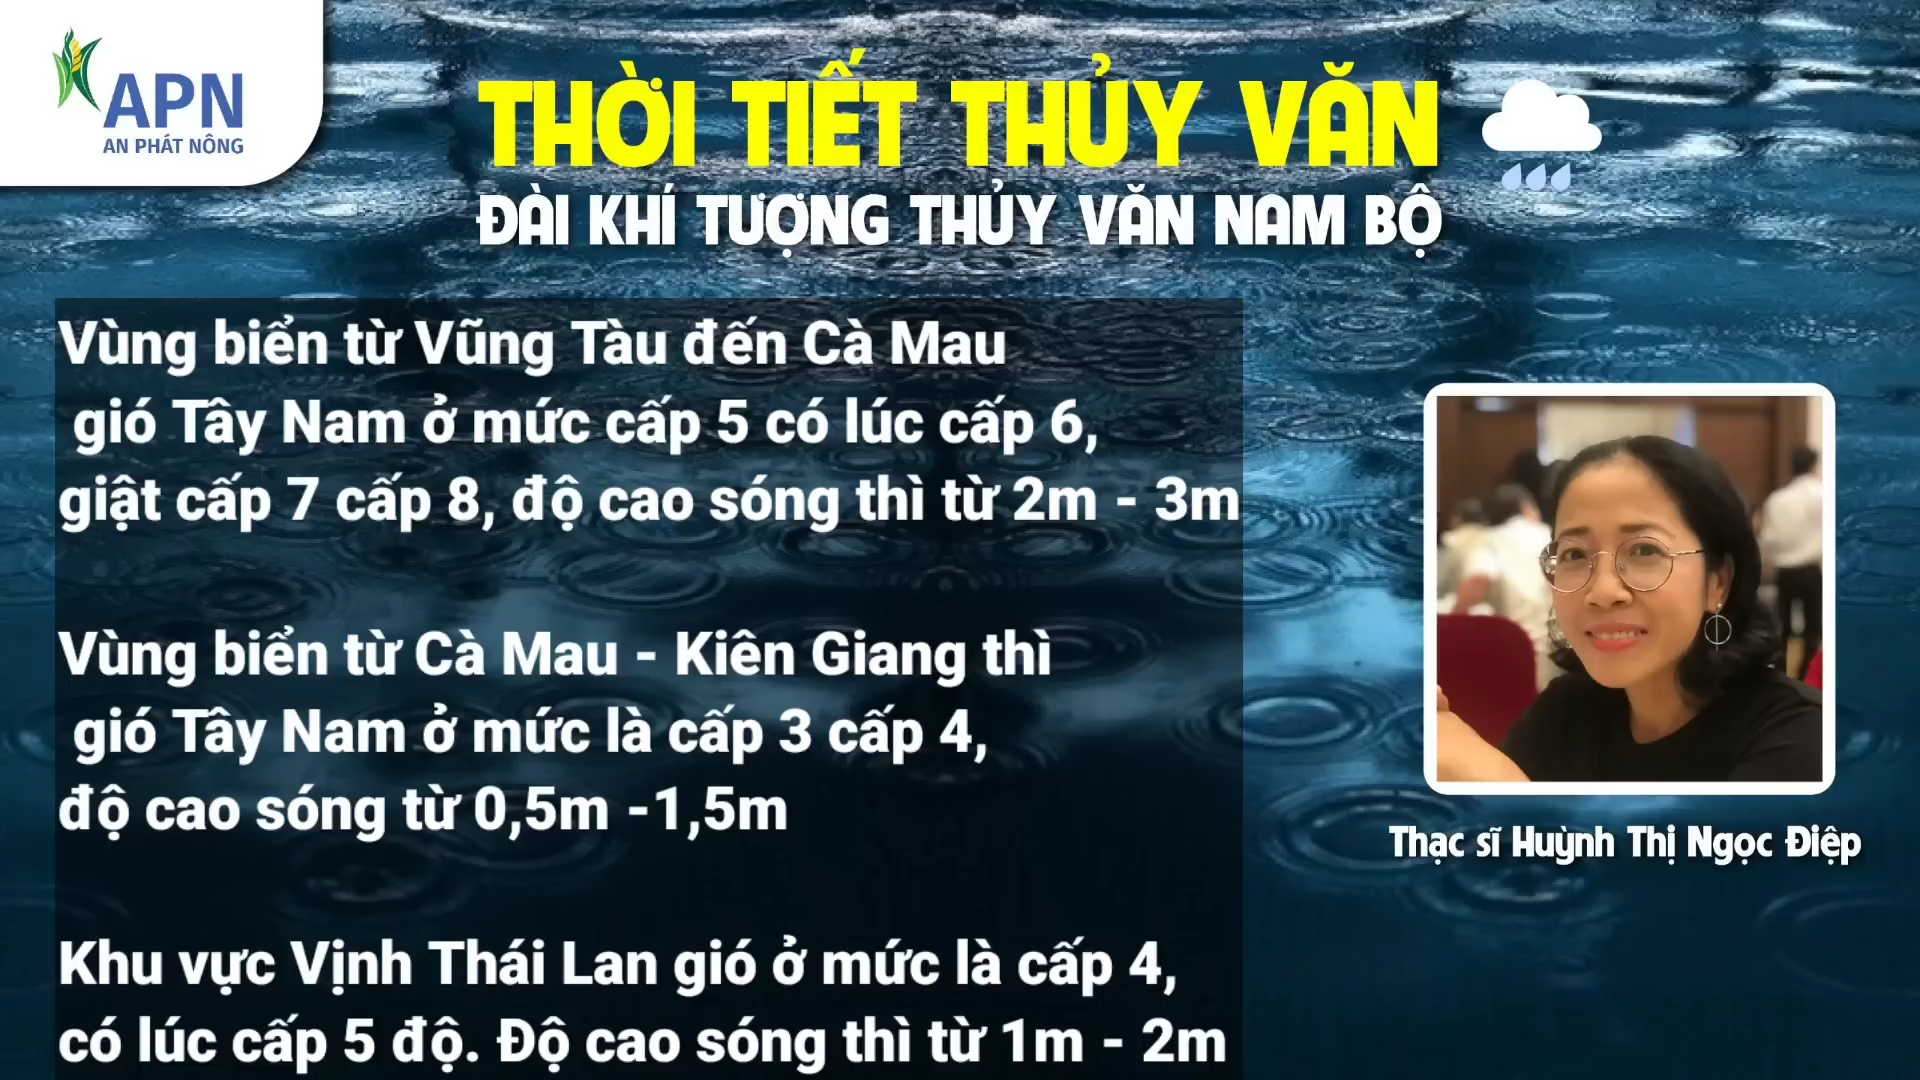 APN
AN PHÁT NÔNG
THỜI TIẾT THỦY VĂN
ĐÀI KHÍ TƯỢNG THỦY VĂN NAM BỘ
Vùng biển từ Vũng Tàu đến Cà Mau
gió Tây Nam ở mức cấp 5 có lúc cấp 6,
giật cấp 7 cấp 8, độ cao sóng thì từ 2m - 3m
Vùng biển từ Cà Mau - Kiên Giang thì
gió Tây Nam ở mức là cấp 3 cấp 4,
độ cao sóng từ 0,5m -1,5m
Khu vực Vịnh Thái Lan gió ở mức là cấp 4,
có lúc cấp 5 độ. Độ cao sóng thì từ 1m - 2m
Thạc sĩ Huỳnh Thị Ngọc Điệp